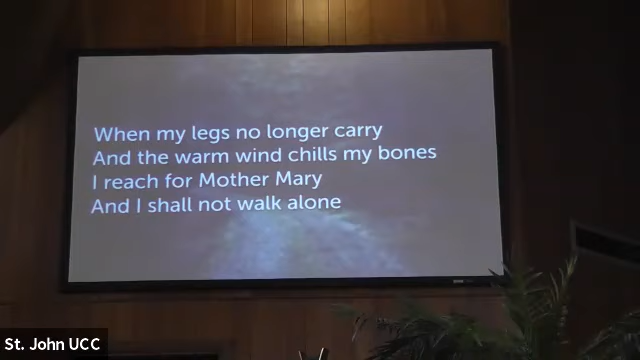 When my legs no longer carry
And the warm wind chills my bones
I reach for Mother Mary
And I shall not walk alone
St. John UCC